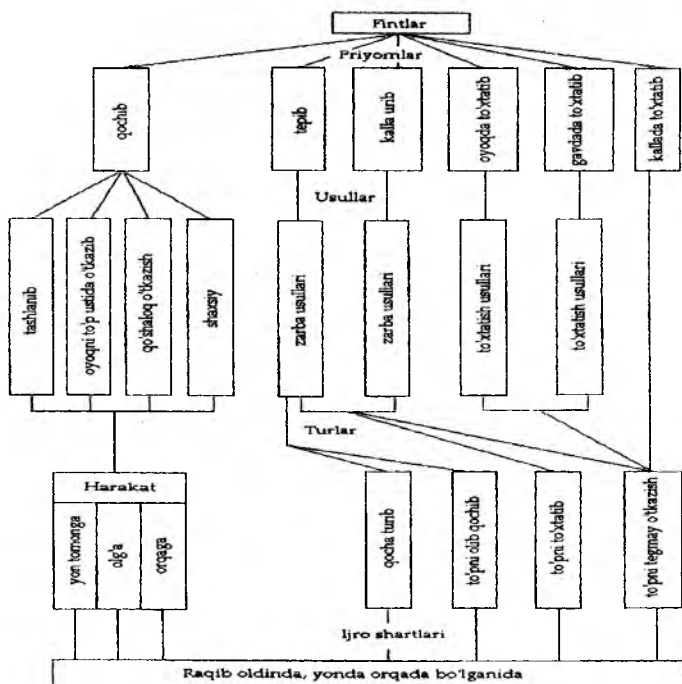 Fintlar
Priyomlar
qochib
tepib
kalla urib
oyoqda to'xtatib
gavdada to'xtatib
kallada to'xtatib
Usullar
tashlanib
oyoqni to'p ustida o'tkazib
qo'shaloq o'tkazish
shaxsiy
zarba usullari
zarba usullari
to'xtatish usullari
to'xtatish usullari
Turlar
Harakat
yon tomonga
olg'a
orqaga
qocha turib
to'pni olib qochib
to'pni to'xtatib
to'pni tegmay o'tkazish
Ijro shartlari
Raqib oldinda, yonda orqada bo'lganida